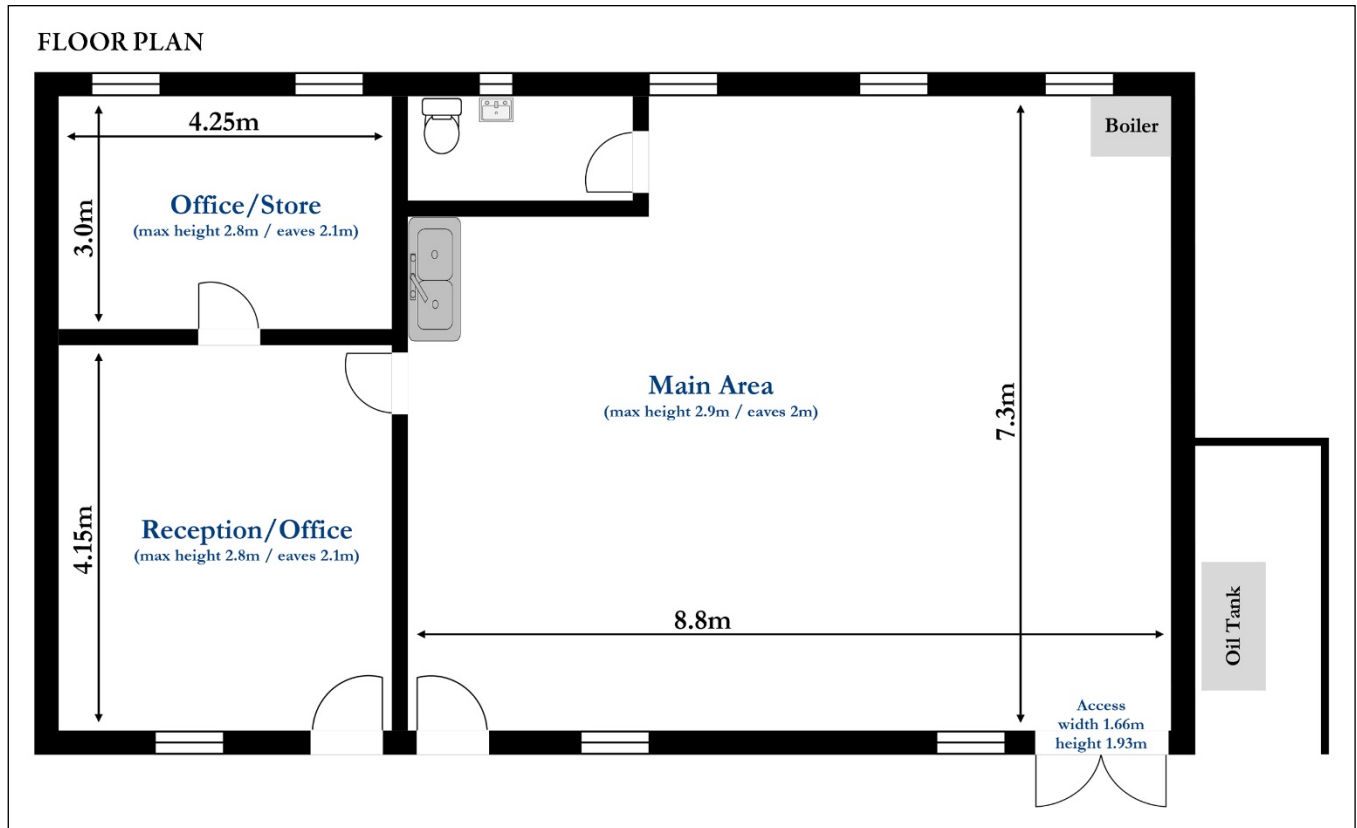 FLOOR PLAN
4.25m
3.0m
Office/Store
(max height 2.8m / eaves 2.1m)
Boiler
Main Area
(max height 2.9m / eaves 2m)
7.3m
4.15m
Reception/Office
(max height 2.8m / eaves 2.1m)
8.8m
Oil Tank
Access
width 1.66m
height 1.93m